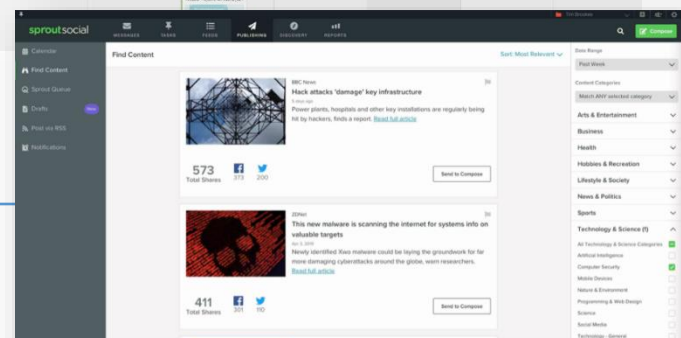 sproutsocial
MESSAGES
TASKS
FEEDS
PUBLISHING
DISCOVERY
REPORTS
Compose
Calendar
Find Content
Sprout Queue
Drafts
Post via RSS
Notifications
Find Content
Sort: Most Relevant
BBC News
Hack attacks 'damage' key infrastructure
Power plants, hospitals and other key installations are regularly being
hit by hackers, finds a report. Read full article
573
Total Shares
373
200
Send to Compose
ZDNet
This new malware is scanning the internet for systems info on
valuable targets
Newly identified Xwo malware could be laying the groundwork for far
more damaging cyberattacks around the globe, warn researchers.
Read full article
411
Total Shares
301
110
Send to Compose
Date Range
Past Week
Content Categories
Match ANY selected category
Arts & Entertainment
Business
Health
Hobbies & Recreation
Lifestyle & Society
News & Politics
Sports
Technology & Science (1)
All Technology & Science Categories
Artificial Intelligence
Computer Security
Mobile Devices
Nature & Environment
Programming & Web Design
Science
Social Media
Technology - General